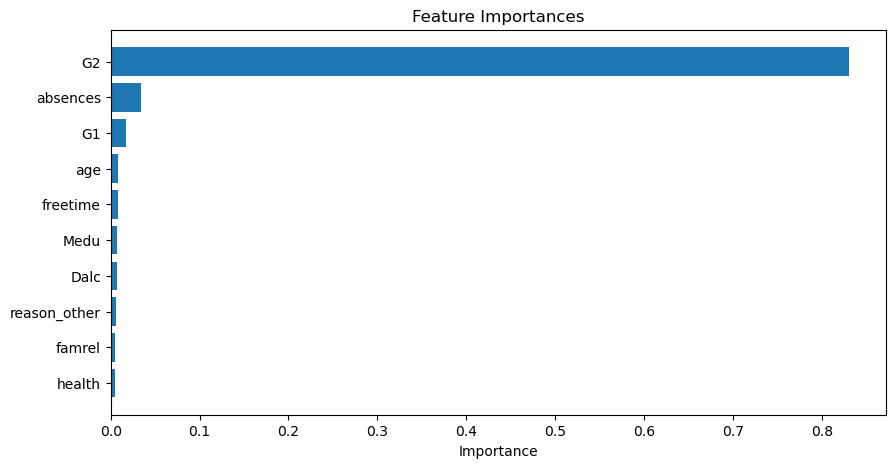 Feature Importances
G2
absences
G1
age
freetime
Medu
Dalc
reason_other
famrel
health
0.0 0.1 0.2 0.3 0.4 0.5 0.6 0.7 0.8
Importance